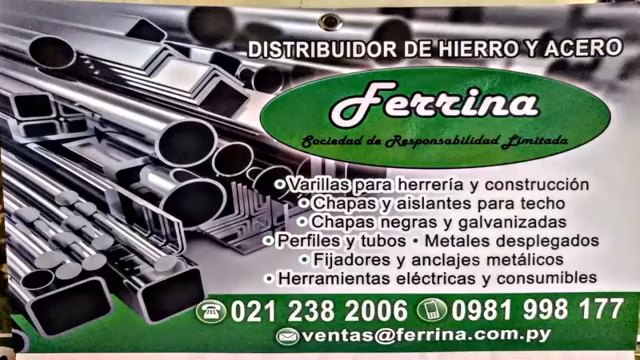 DISTRIBUIDOR DE HIERRO Y ACERO
Ferrina
Sociedad de Responsabilidad Limitada
• Varillas para herrería y construcción
• Chapas y aislantes para techo
• Chapas negras y galvanizadas
• Perfiles y tubos • Metales desplegados
• Fijadores y anclajes metálicos
• Herramientas eléctricas y consumibles
021 238 2006 0981 998 177
ventas@ferrina.com.py